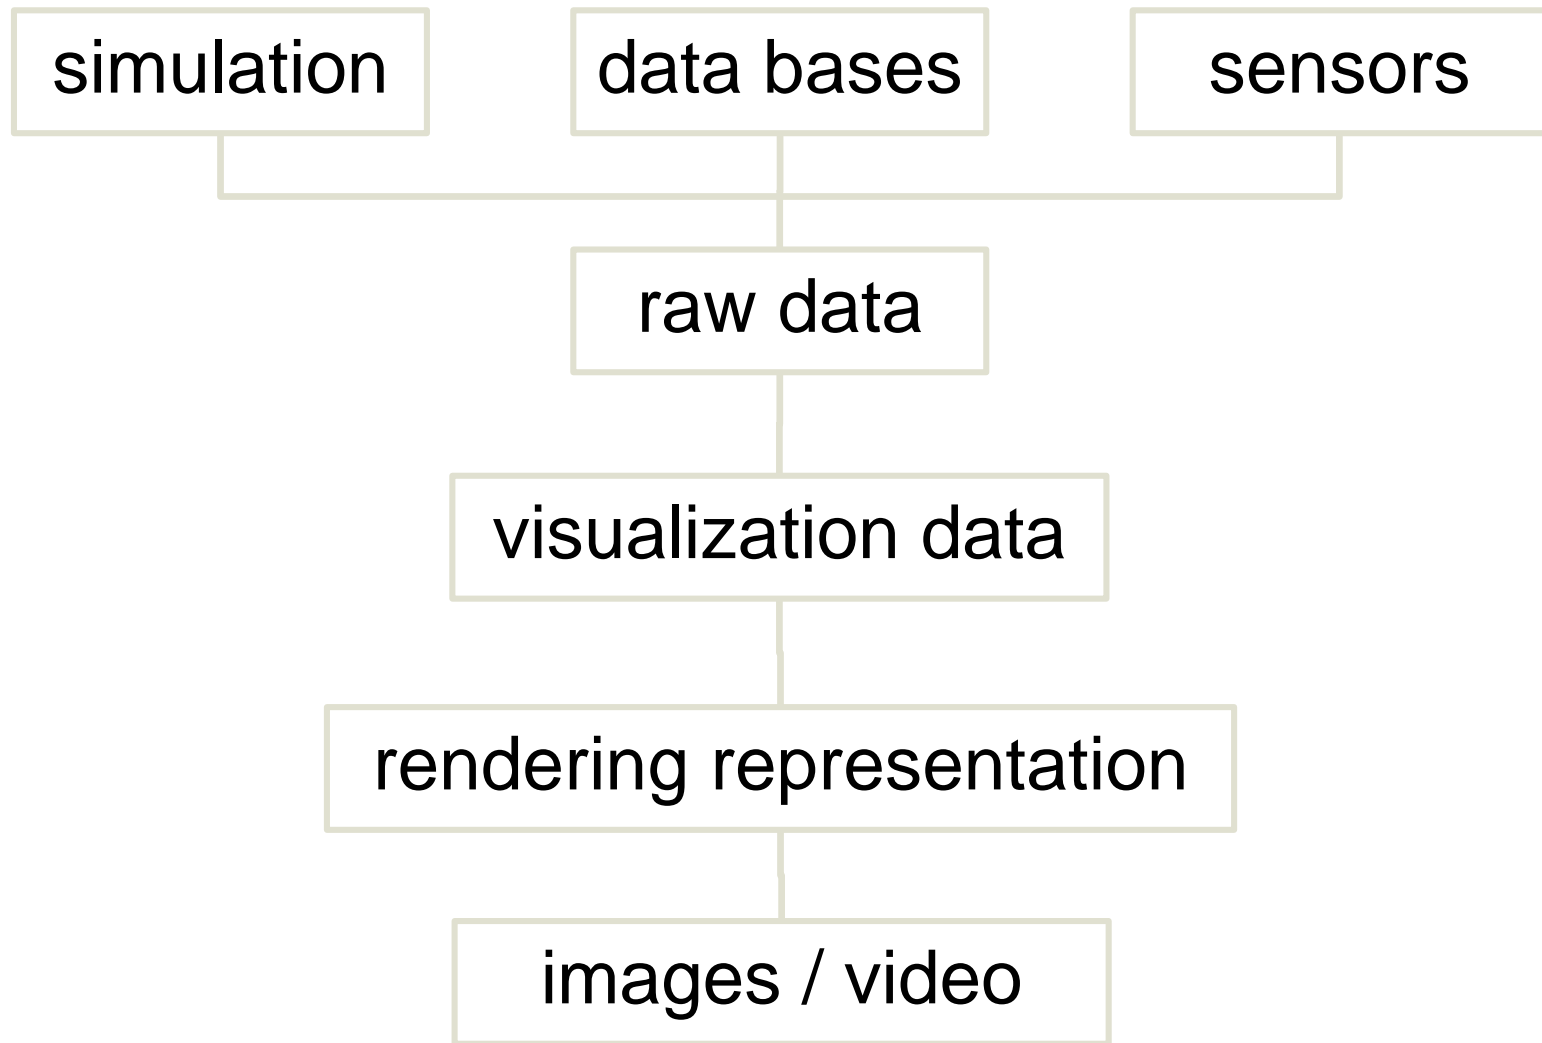 simulation
data bases
sensors
raw data
visualization data
rendering representation
images / video